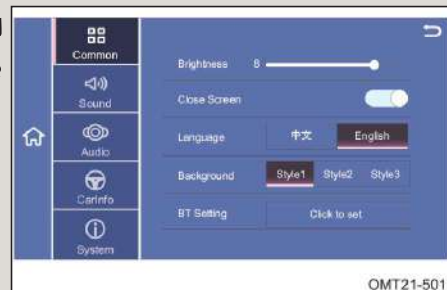 Common
Sound
Audio
CarInfo
System
Brightness 8
Close Screen
Language 中文 English
Background Style1 Style2 Style3
BT Setting Click to set
OMT21-501